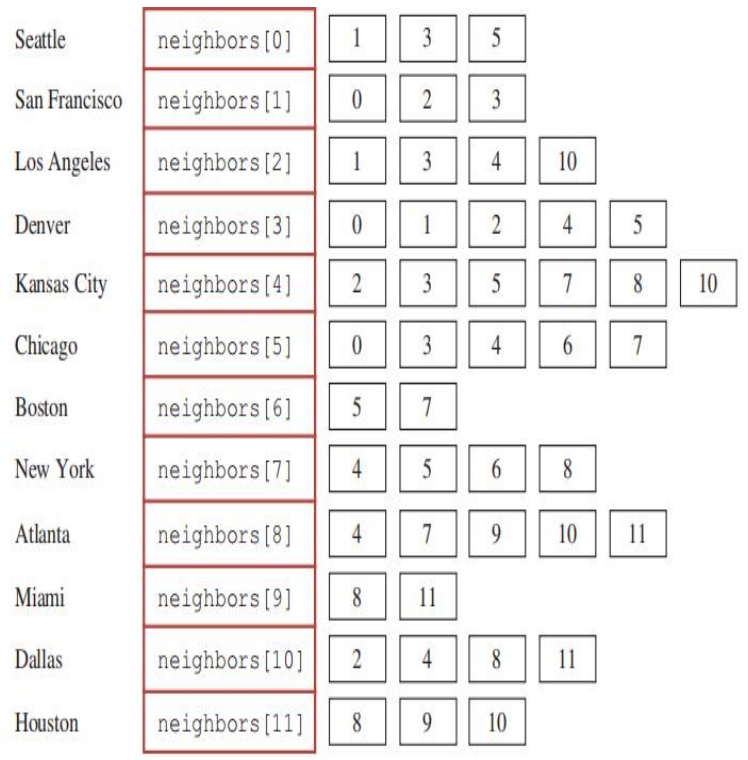 Seattle neighbors[0] 1 3 5
San Francisco neighbors[1] 0 2 3
Los Angeles neighbors[2] 1 3 4 10
Denver neighbors[3] 0 1 2 4 5
Kansas City neighbors[4] 2 3 5 7 8 10
Chicago neighbors[5] 0 3 4 6 7
Boston neighbors[6] 5 7
New York neighbors[7] 4 5 6 8
Atlanta neighbors[8] 4 7 9 10 11
Miami neighbors[9] 8 11
Dallas neighbors[10] 2 4 8 11
Houston neighbors[11] 8 9 10